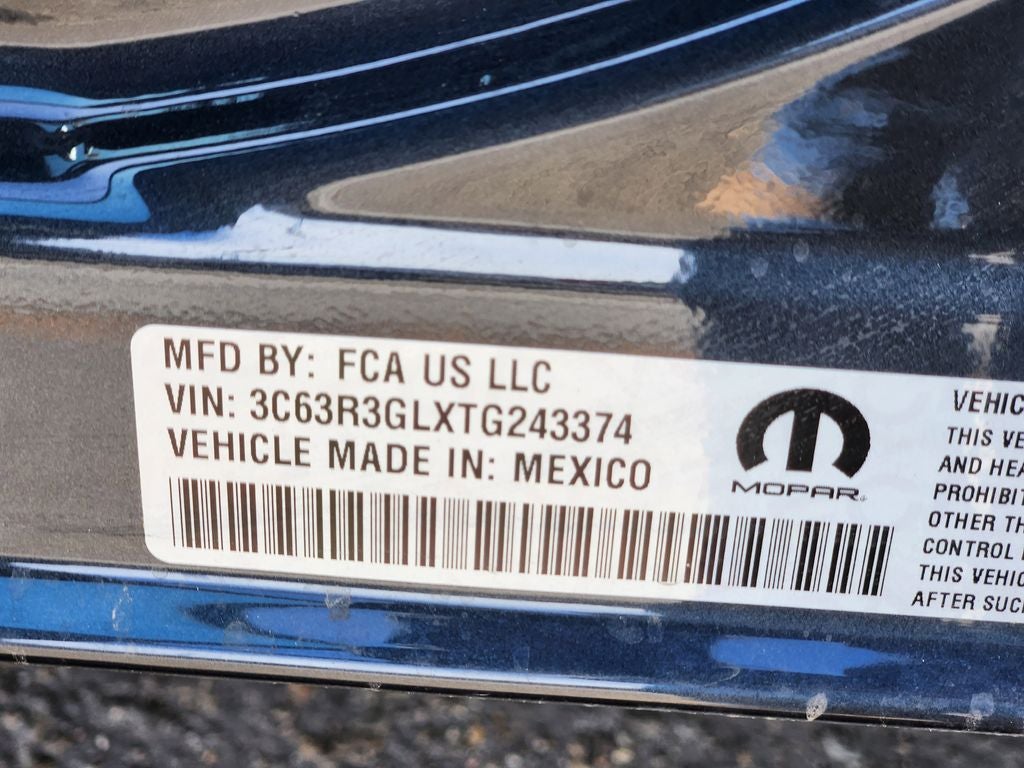 MFD BY: FCA US LLC
VIN: 3C63R3GLXTG243374
VEHICLE MADE IN: MEXICO
MOPAR
VEHIC
THIS VE
AND HEA
PROHIBIT
OTHER TH
CONTROL
THIS VEHIC
AFTER SUC